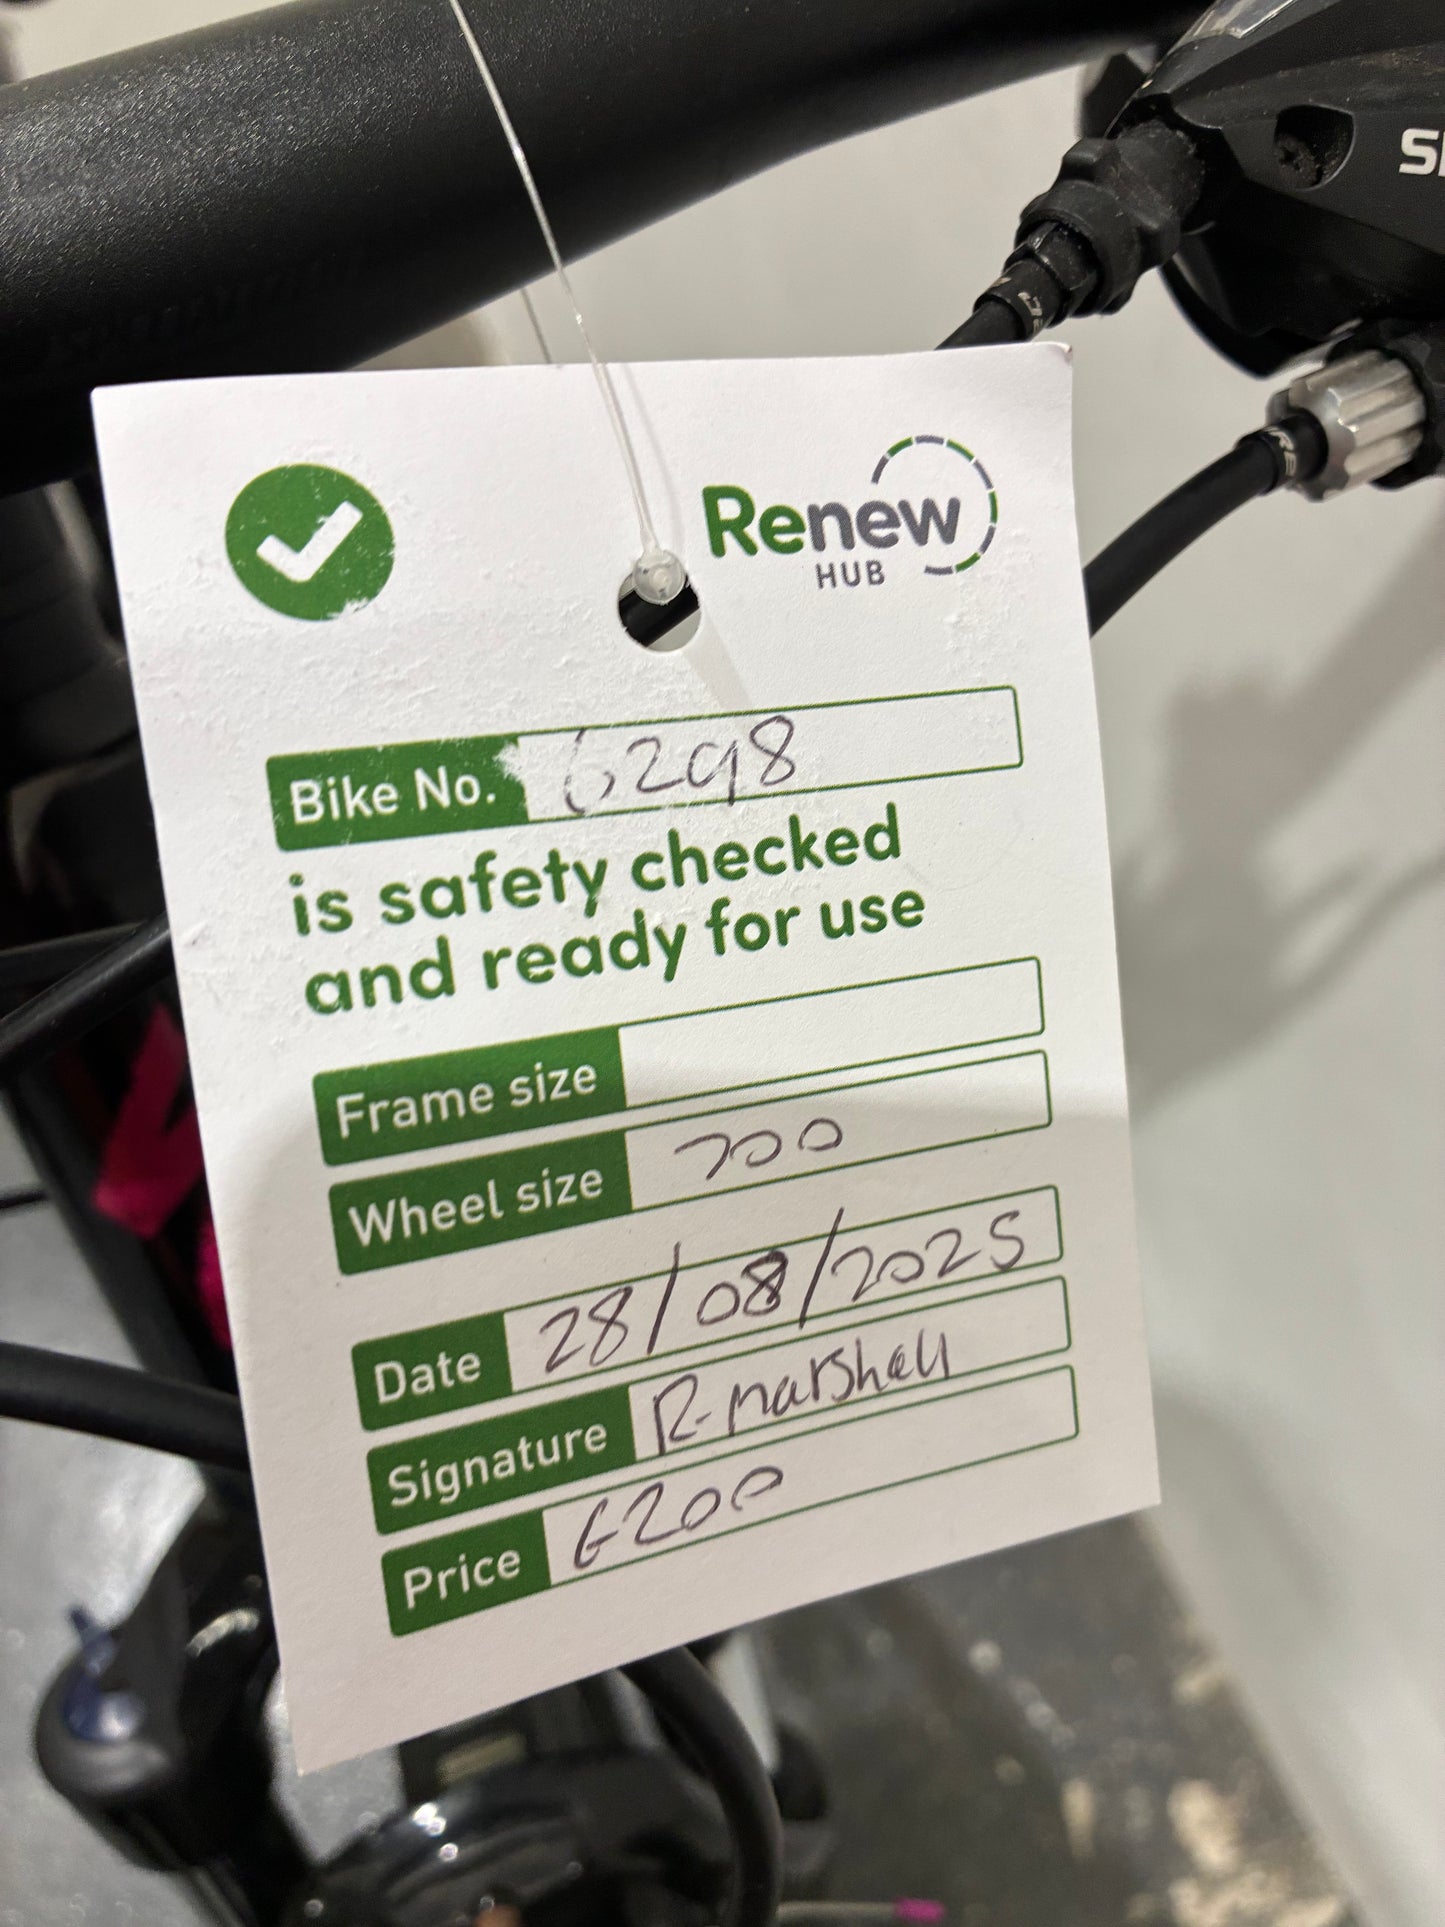 Renew
HUB
Bike No. 6298
is safety checked
and ready for use
Frame size
Wheel size 700
Date 28/08/2025
Signature R-Marshall
Price £200